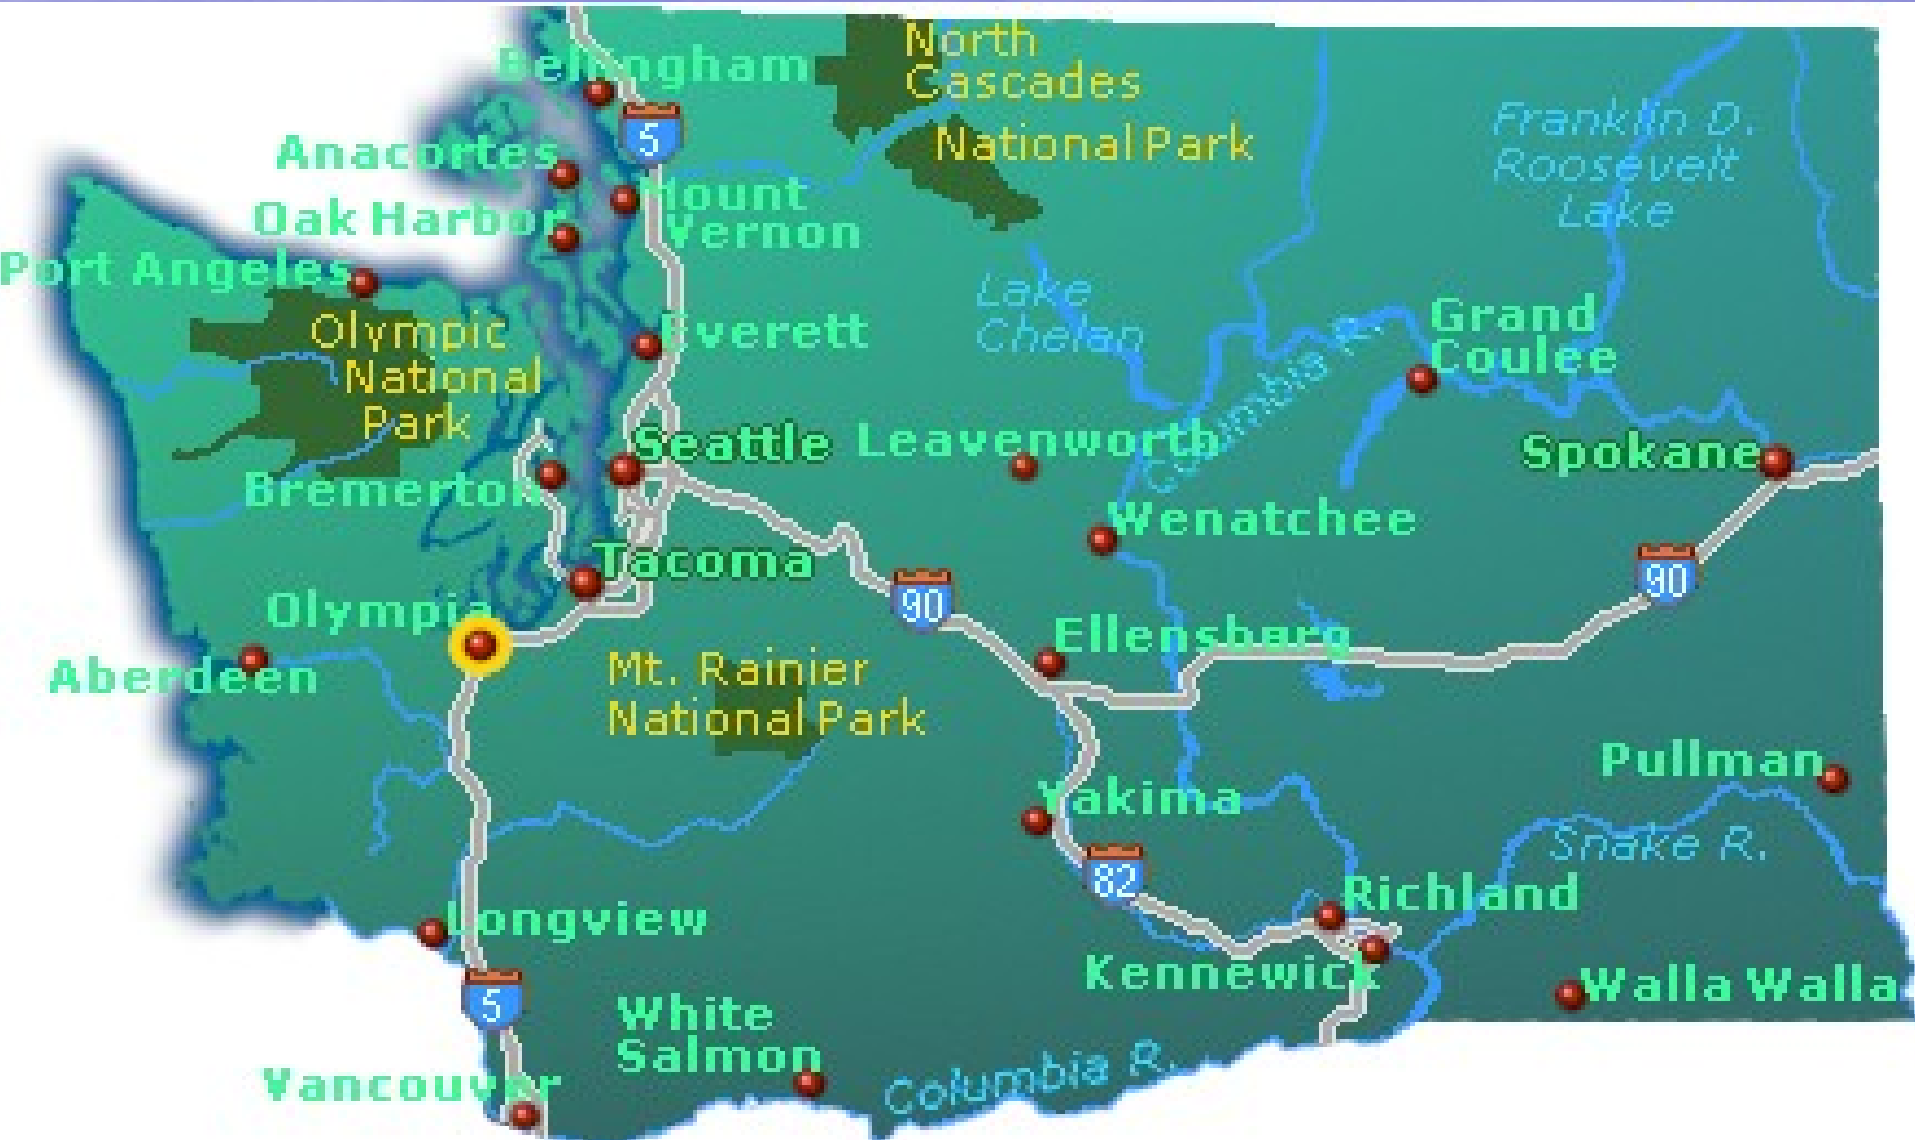 North
Cascades
National Park
Bellingham
5
Franklin D.
Roosevelt
Lake
Anacortes
Mount
Vernon
Oak Harbor
Port Angeles
Lake
Chelan
Olympic
National
Park
Everett
Columbia R.
Grand
Coulee
Seattle
Leavenworth
Spokane
Bremerton
Wenatchee
Tacoma
90
90
Olympia
Ellensburg
Aberdeen
Mt. Rainier
National Park
Pullman
Yakima
Snake R.
82
Richland
Longview
Kennewick
Walla Walla
5
White
Salmon
Columbia R.
Vancouver